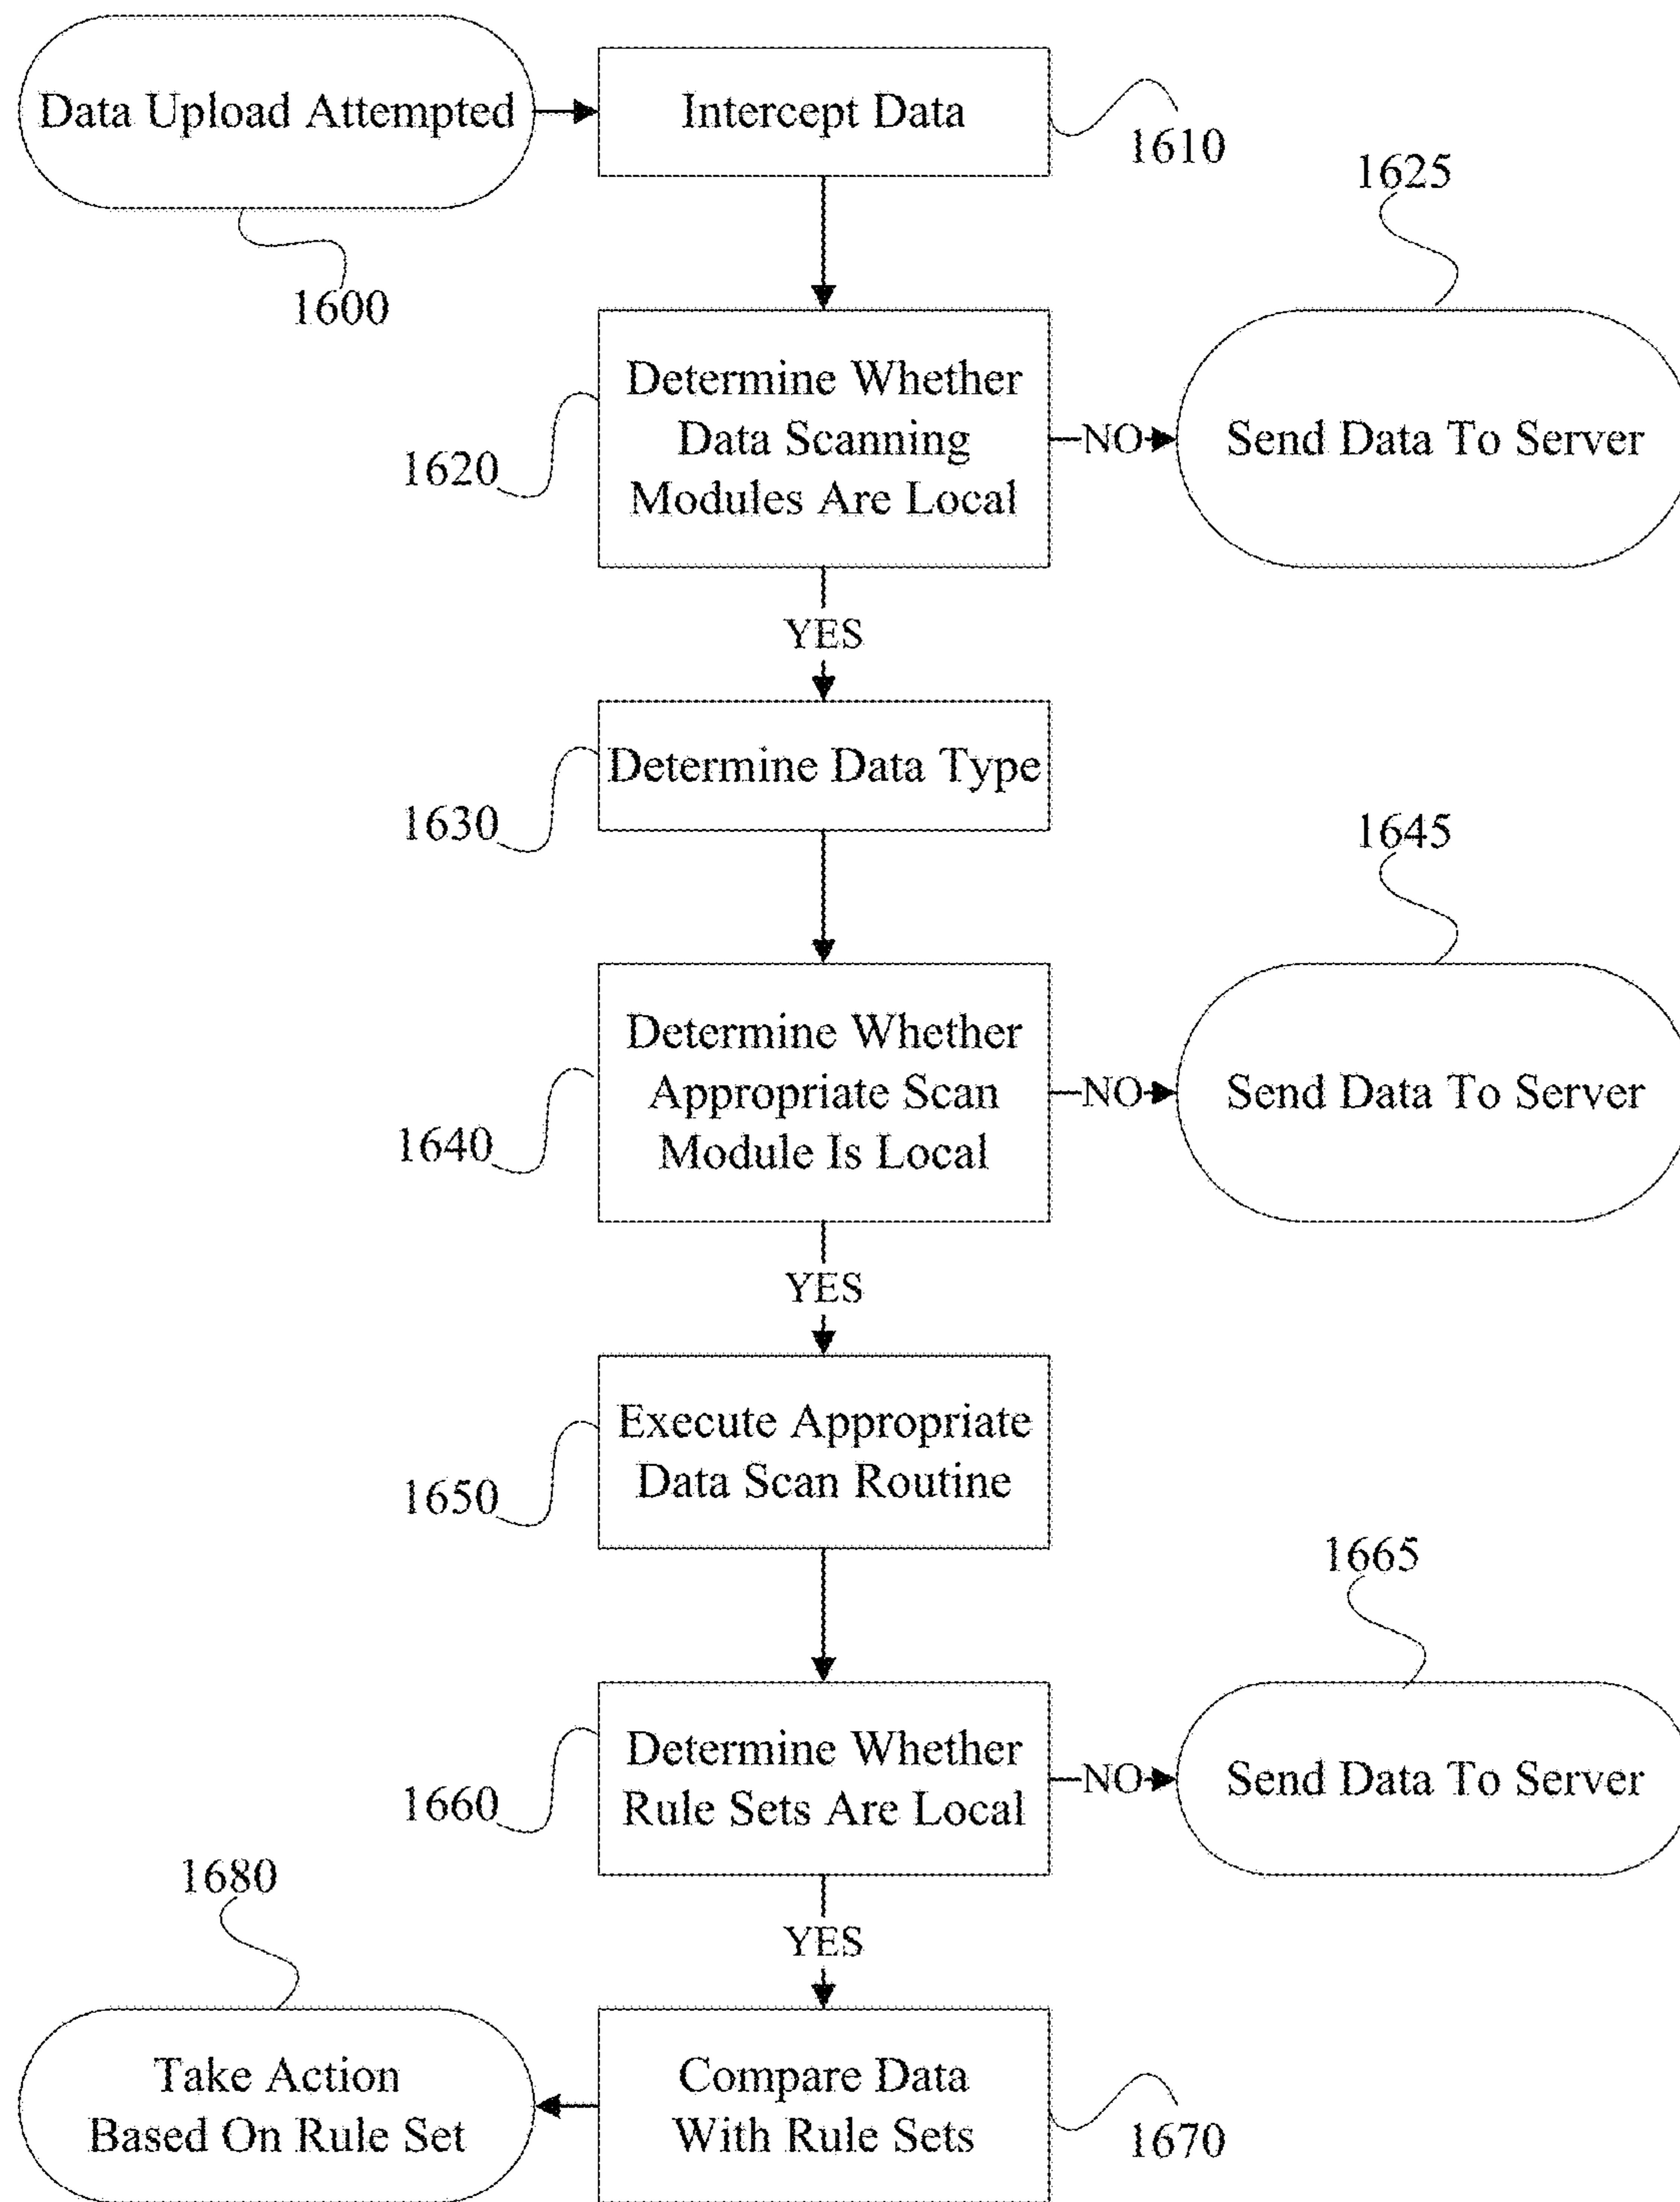 Data Upload Attempted
Intercept Data
1610
1600
1625
Determine Whether
Data Scanning
Modules Are Local
1620
NO
Send Data To Server
YES
Determine Data Type
1630
1645
Determine Whether
Appropriate Scan
Module Is Local
1640
NO
Send Data To Server
YES
Execute Appropriate
Data Scan Routine
1650
1665
Determine Whether
Rule Sets Are Local
1660
NO
Send Data To Server
YES
1680
Take Action
Based On Rule Set
Compare Data
With Rule Sets
1670